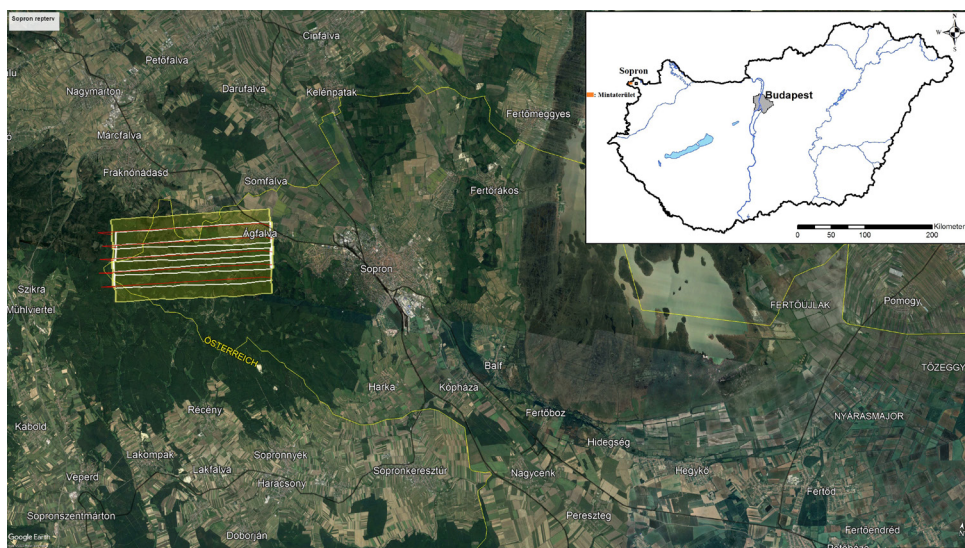 Sopron repterv
Cinfalva
Petőfalva
Darufalva
Nagymarton
Kelénpatak
Fertőmeggyes
Marcfalva
Fraknónádasd
Somfalva
Fertőrákos
Ágfalva
Sopron
Szikra
Mühlviertel
ÖSTERREICH
FERTŐÚJLAK
Pomogy
TŐZEGGY
Balf
Harka
Kópháza
Récény
Fertőboz
NYÁRASMAJOR
Kabold
Hidegség
Lakompak
Sopronnyék
Veperd
Lakfalva
Haracsony
Sopronkeresztúr
Nagycenk
Hegykő
Fertőd
Sopronszentmárton
Pereszteg
Fertőendréd
Doborján
Google Earth
N
N
W
E
S
Sopron
: Mintaterület
Budapest
Kilometer
0 50 100 200